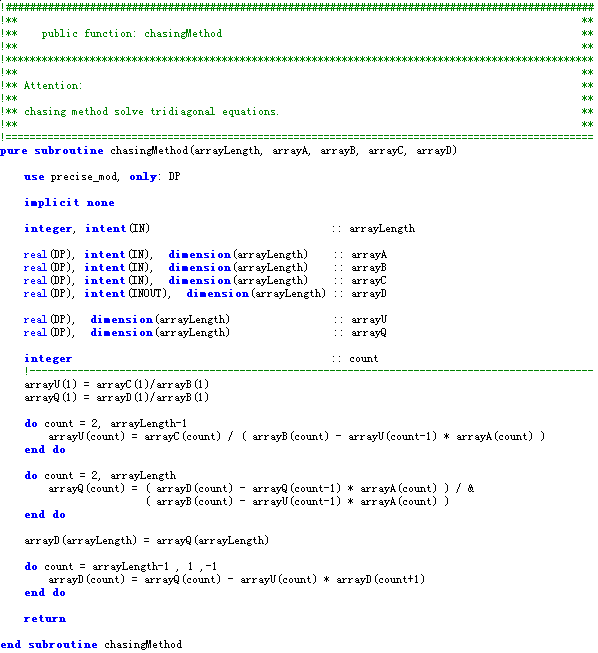 !##################################################################################################
!** **
!** public function: chasingMethod **
!** **
!**************************************************************************************************
!** **
!** Attention: **
!** **
!** chasing method solve tridiagonal equations. **
!** **
!==================================================================================================
pure subroutine chasingMethod(arrayLength, arrayA, arrayB, arrayC, arrayD)
use precise_mod, only: DP
implicit none
integer, intent(IN) :: arrayLength
real(DP), intent(IN), dimension(arrayLength) :: arrayA
real(DP), intent(IN), dimension(arrayLength) :: arrayB
real(DP), intent(IN), dimension(arrayLength) :: arrayC
real(DP), intent(INOUT), dimension(arrayLength) :: arrayD
real(DP), dimension(arrayLength) :: arrayU
real(DP), dimension(arrayLength) :: arrayQ
integer :: count
!----------------------------------------------------------------------------------------------
arrayU(1) = arrayC(1)/arrayB(1)
arrayQ(1) = arrayD(1)/arrayB(1)
do count = 2, arrayLength-1
arrayU(count) = arrayC(count) / ( arrayB(count) - arrayU(count-1) * arrayA(count) )
end do
do count = 2, arrayLength
arrayQ(count) = ( arrayD(count) - arrayQ(count-1) * arrayA(count) ) / &
( arrayB(count) - arrayU(count-1) * arrayA(count) )
end do
arrayD(arrayLength) = arrayQ(arrayLength)
do count = arrayLength-1 , 1 ,-1
arrayD(count) = arrayQ(count) - arrayU(count) * arrayD(count+1)
end do
return
end subroutine chasingMethod